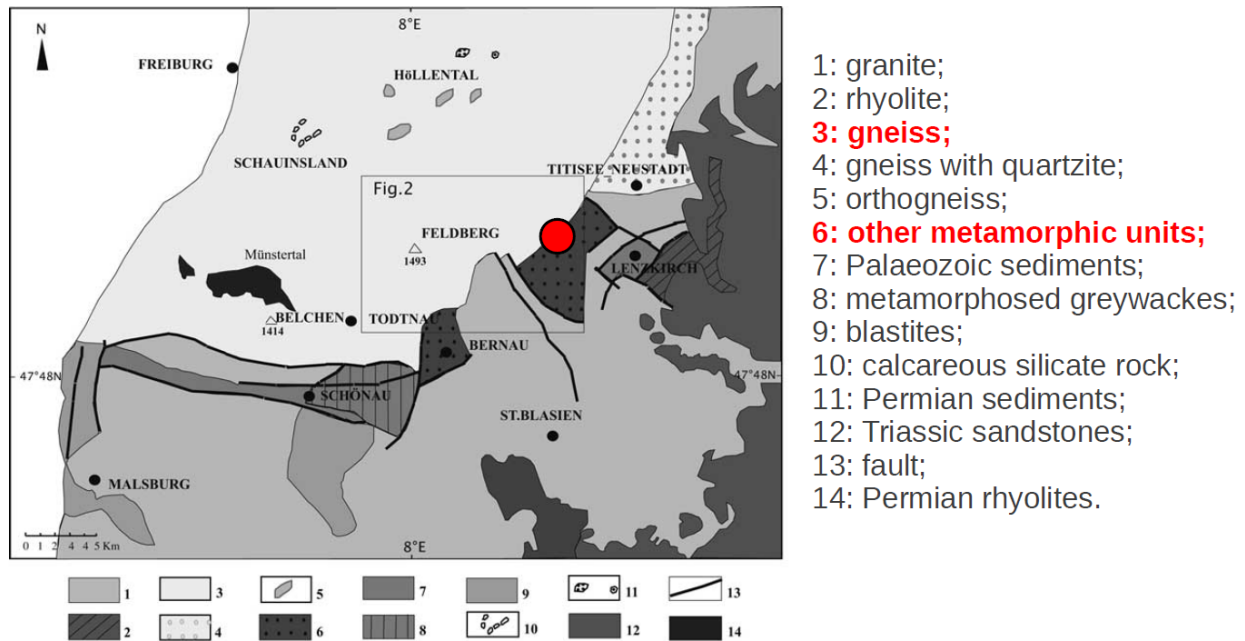 N
8°E
FREIBURG
HöLLENTAL
SCHAUINSLAND
TITISEE_NEUSTADT
Fig.2
FELDBERG
1493
Münstertal
LENZKIRCH
BELCHEN
1414
TODTNAU
BERNAU
47°48N
47°48N
SCHÖNAU
ST.BLASIEN
MALSBURG
0 1 2 4 4 5 Km
8°E
1 3 5 7 9 11 13
2 4 6 8 10 12 14
1: granite;
2: rhyolite;
3: gneiss;
4: gneiss with quartzite;
5: orthogneiss;
6: other metamorphic units;
7: Palaeozoic sediments;
8: metamorphosed greywackes;
9: blastites;
10: calcareous silicate rock;
11: Permian sediments;
12: Triassic sandstones;
13: fault;
14: Permian rhyolites.